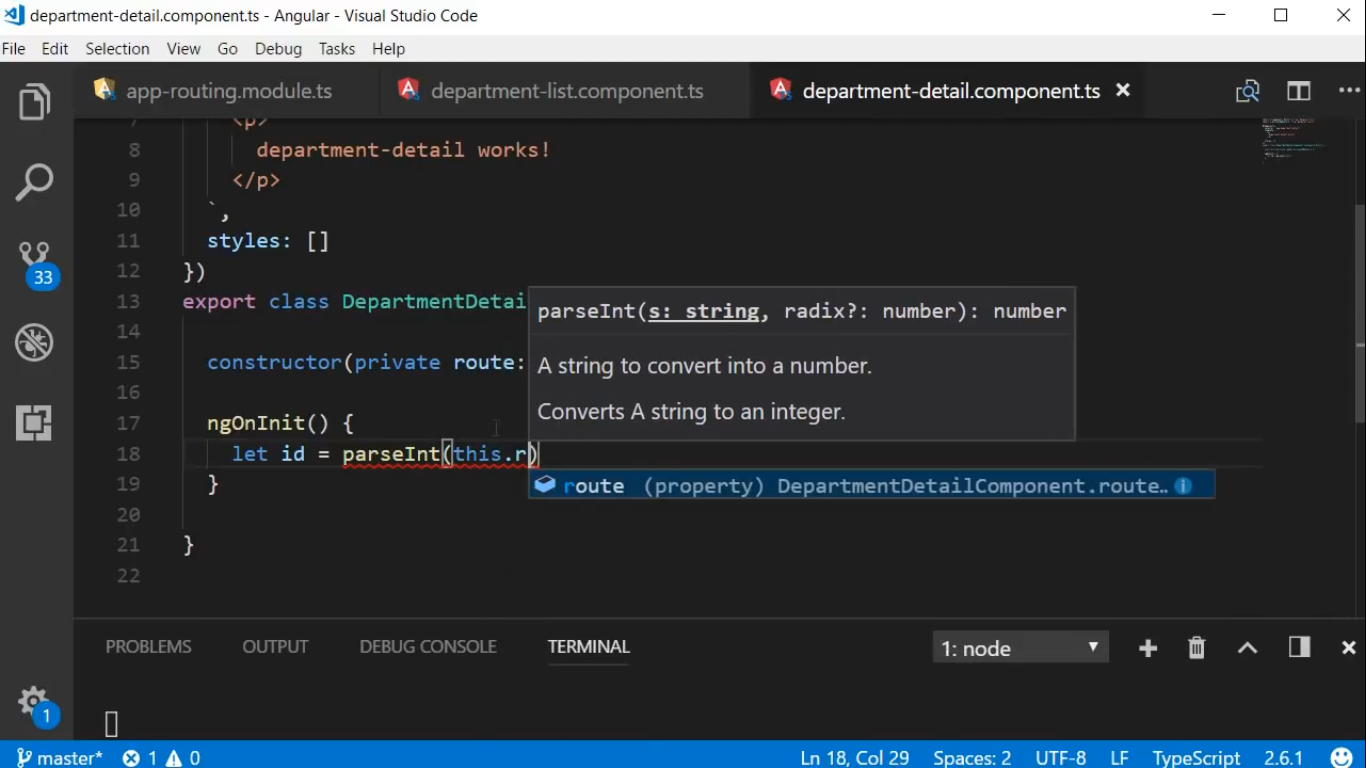 department-detail.component.ts - Angular - Visual Studio Code
File Edit Selection View Go Debug Tasks Help
app-routing.module.ts department-list.component.ts department-detail.component.ts
7 <p>
8 department-detail works!
9 </p>
10 `,
11 styles: []
12 })
13 export class DepartmentDetai
14
15 constructor(private route:
16
17 ngOnInit() {
18 let id = parseInt(this.r)
19 }
20
21 }
22
parseInt(s: string, radix?: number): number
A string to convert into a number.
Converts A string to an integer.
route (property) DepartmentDetailComponent.route…
33
1
PROBLEMS OUTPUT DEBUG CONSOLE TERMINAL 1: node
master* 1 0 Ln 18, Col 29 Spaces: 2 UTF-8 LF TypeScript 2.6.1